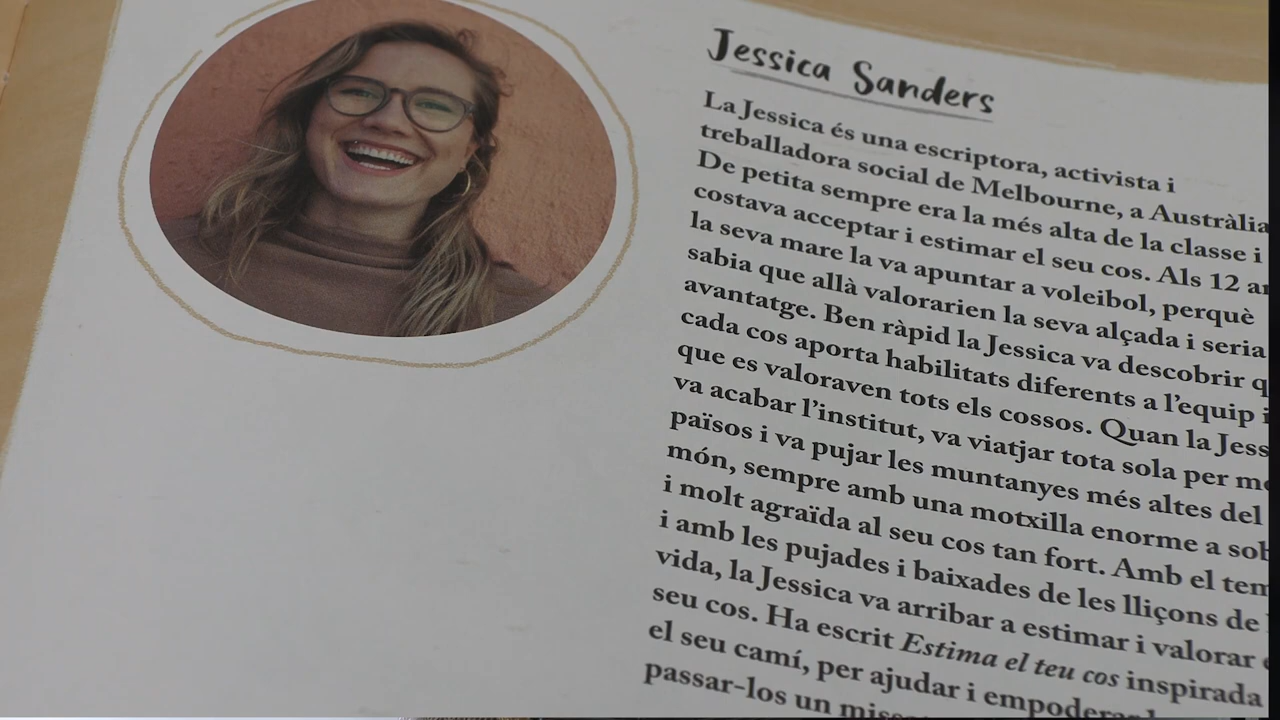 Jessica Sanders
La Jessica és una escriptora, activista i
treballadora social de Melbourne, a Austràlia
De petita sempre era la més alta de la classe i
costava acceptar i estimar el seu cos. Als 12
la seva mare la va apuntar a voleibol, perquè
sabia que allà valorarien la seva alçada i seria
avantatge. Ben ràpid la Jessica va descobrir
cada cos aporta habilitats diferents a l'equip i
que es valoraven tots els cossos. Quan la
va acabar l'institut, va viatjar tota sola per
països i va pujar les muntanyes més altes del
món, sempre amb una motxilla enorme a
i molt agraïda al seu cos tan fort. Amb el
i amb les pujades i baixades de les lliçons de
vida, la Jessica va arribar a estimar i valorar
seu cos. Ha escrit Estima el teu cos inspirada
el seu camí, per ajudar i
passar-los un